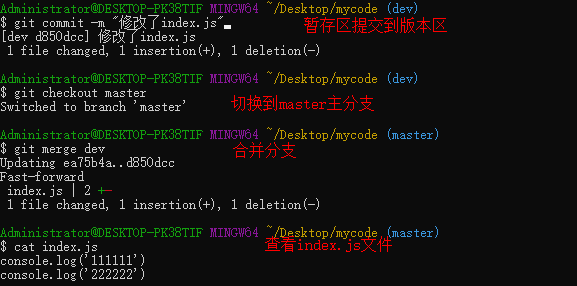 Administrator@DESKTOP-PK38TIF MINGW64 ~/Desktop/mycode (dev)
$ git commit -m "修改了index.js" 暂存区提交到版本区
[dev d850dcc] 修改了index.js
1 file changed, 1 insertion(+), 1 deletion(-)
Administrator@DESKTOP-PK38TIF MINGW64 ~/Desktop/mycode (dev)
$ git checkout master
Switched to branch 'master' 切换到master主分支
Administrator@DESKTOP-PK38TIF MINGW64 ~/Desktop/mycode (master)
$ git merge dev 合并分支
Updating ea75b4a..d850dcc
Fast-forward
index.js | 2 +-
1 file changed, 1 insertion(+), 1 deletion(-)
Administrator@DESKTOP-PK38TIF MINGW64 ~/Desktop/mycode (master)
$ cat index.js 查看index.js文件
console.log('111111')
console.log('222222')